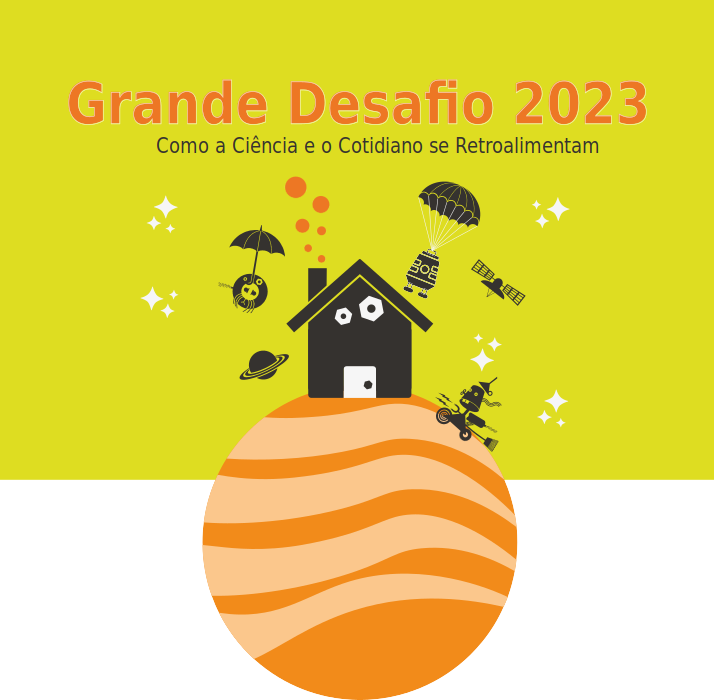 Grande Desafio 2023
Como a Ciência e o Cotidiano se Retroalimentam